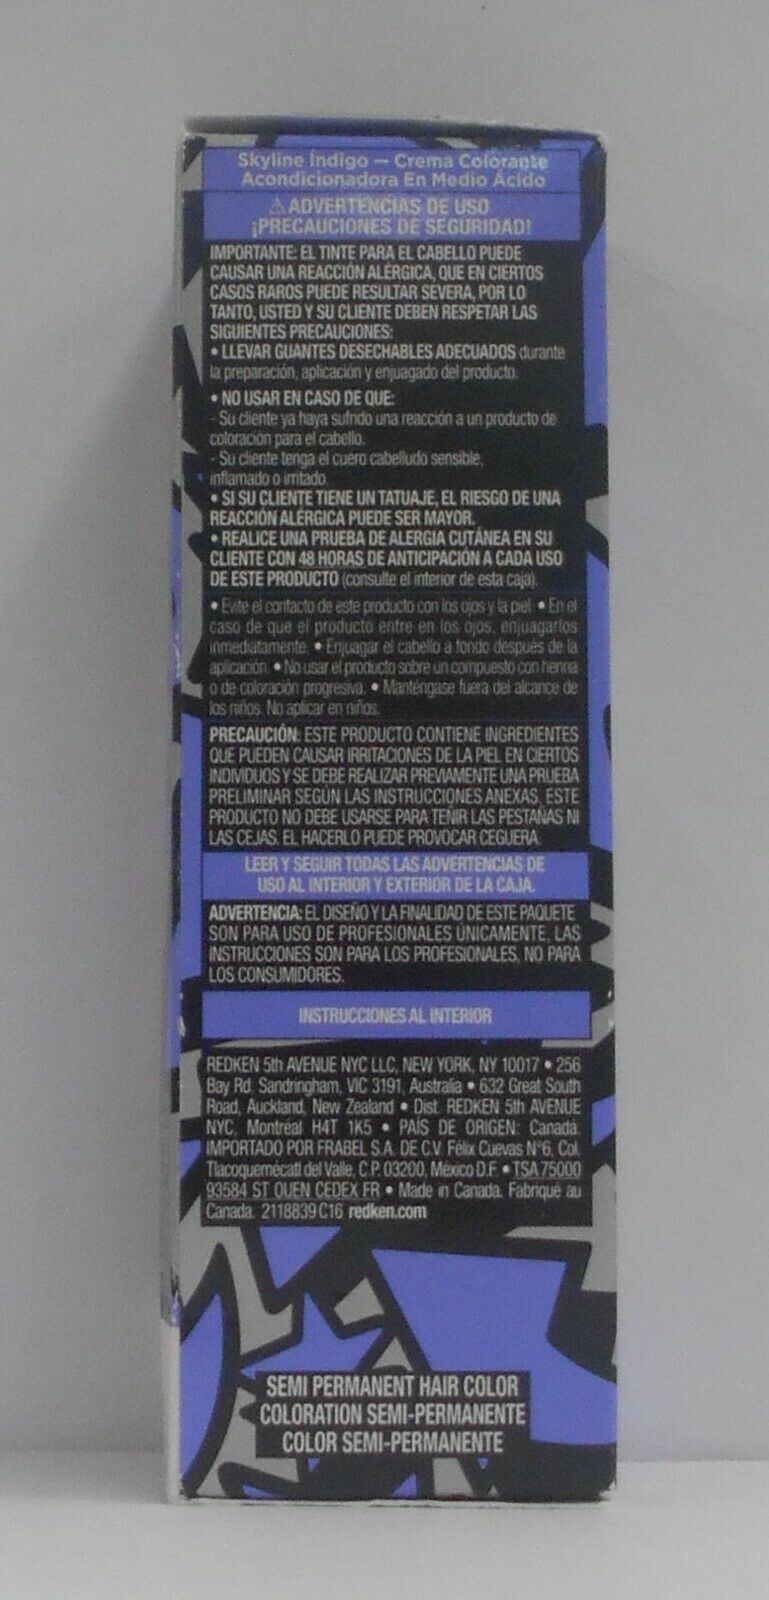 Skyline Índigo — Crema Colorante
Acondicionadora En Medio Ácido
⚠ ADVERTENCIAS DE USO
¡PRECAUCIONES DE SEGURIDAD!
IMPORTANTE: EL TINTE PARA EL CABELLO PUEDE
CAUSAR UNA REACCIÓN ALÉRGICA, QUE EN CIERTOS
CASOS RAROS PUEDE RESULTAR SEVERA, POR LO
TANTO, USTED Y SU CLIENTE DEBEN RESPETAR LAS
SIGUIENTES PRECAUCIONES:
• LLEVAR GUANTES DESECHABLES ADECUADOS durante
la preparación, aplicación y enjuagado del producto.
• NO USAR EN CASO DE QUE:
- Su cliente ya haya sufrido una reacción a un producto de
coloración para el cabello.
- Su cliente tenga el cuero cabelludo sensible,
inflamado o irritado.
• SI SU CLIENTE TIENE UN TATUAJE, EL RIESGO DE UNA
REACCIÓN ALÉRGICA PUEDE SER MAYOR.
• REALICE UNA PRUEBA DE ALERGIA CUTÁNEA EN SU
CLIENTE CON 48 HORAS DE ANTICIPACIÓN A CADA USO
DE ESTE PRODUCTO (consulte el interior de esta caja).
• Evite el contacto de este producto con los ojos y la piel. • En el
caso de que el producto entre en los ojos, enjuagarlos
inmediatamente. • Enjuagar el cabello a fondo después de la
aplicación. • No usar el producto sobre un compuesto con henna
o de coloración progresiva. • Manténgase fuera del alcance de
los niños. No aplicar en niños.
PRECAUCIÓN: ESTE PRODUCTO CONTIENE INGREDIENTES
QUE PUEDEN CAUSAR IRRITACIONES DE LA PIEL EN CIERTOS
INDIVIDUOS Y SE DEBE REALIZAR PREVIAMENTE UNA PRUEBA
PRELIMINAR SEGÚN LAS INSTRUCCIONES ANEXAS. ESTE
PRODUCTO NO DEBE USARSE PARA TEÑIR LAS PESTAÑAS NI
LAS CEJAS. EL HACERLO PUEDE PROVOCAR CEGUERA.
LEER Y SEGUIR TODAS LAS ADVERTENCIAS DE
USO AL INTERIOR Y EXTERIOR DE LA CAJA.
ADVERTENCIA: EL DISEÑO Y LA FINALIDAD DE ESTE PAQUETE
SON PARA USO DE PROFESIONALES ÚNICAMENTE. LAS
INSTRUCCIONES SON PARA LOS PROFESIONALES, NO PARA
LOS CONSUMIDORES.
INSTRUCCIONES AL INTERIOR
REDKEN 5th AVENUE NYC LLC, NEW YORK, NY 10017 • 256
Bay Rd. Sandringham, VIC 3191, Australia • 632 Great South
Road, Auckland, New Zealand • Dist. REDKEN 5th AVENUE
NYC, Montréal H4T 1K5 • PAÍS DE ORIGEN: Canadá.
IMPORTADO POR FRABEL S.A. DE C.V. Félix Cuevas N°6, Col.
Tlacoquemécatl del Valle, C.P. 03200, México D.F. • TSA 75000
93584 ST OUEN CEDEX FR • Made in Canada. Fabriqué au
Canada. 2118839 C16 redken.com
SEMI PERMANENT HAIR COLOR
COLORATION SEMI-PERMANENTE
COLOR SEMI-PERMANENTE